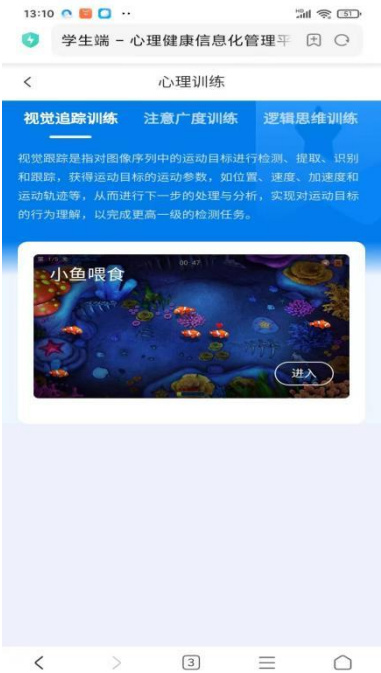 13:10
51
学生端 - 心理健康信息化管理平
心理训练
视觉追踪训练 注意广度训练 逻辑思维训练
视觉跟踪是指对图像序列中的运动目标进行检测、提取、识别
和跟踪，获得运动目标的运动参数，如位置、速度、加速度和
运动轨迹等，从而进行下一步的处理与分析，实现对运动目标
的行为理解，以完成更高一级的检测任务。
00:47
小鱼喂食
进入
3